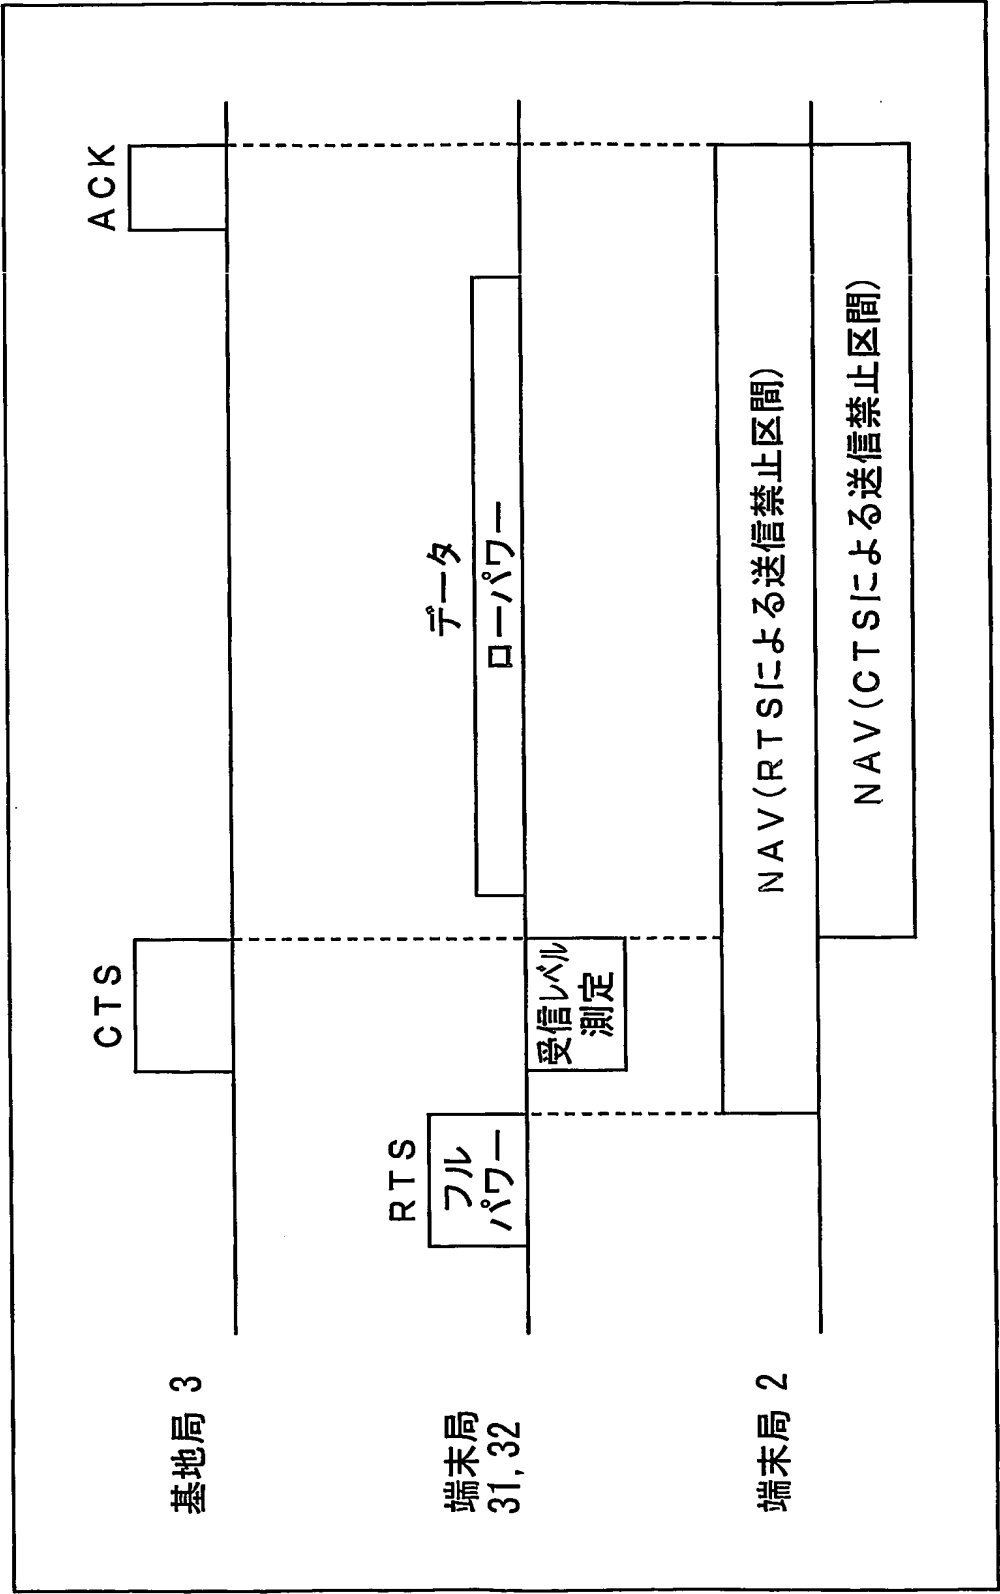 基地局 3
CTS
ACK
端末局
31, 32
RTS
フル
パワー
受信レベル
測定
データ
ローパワー
端末局 2
NAV(RTSによる送信禁止区間)
NAV(CTSによる送信禁止区間)